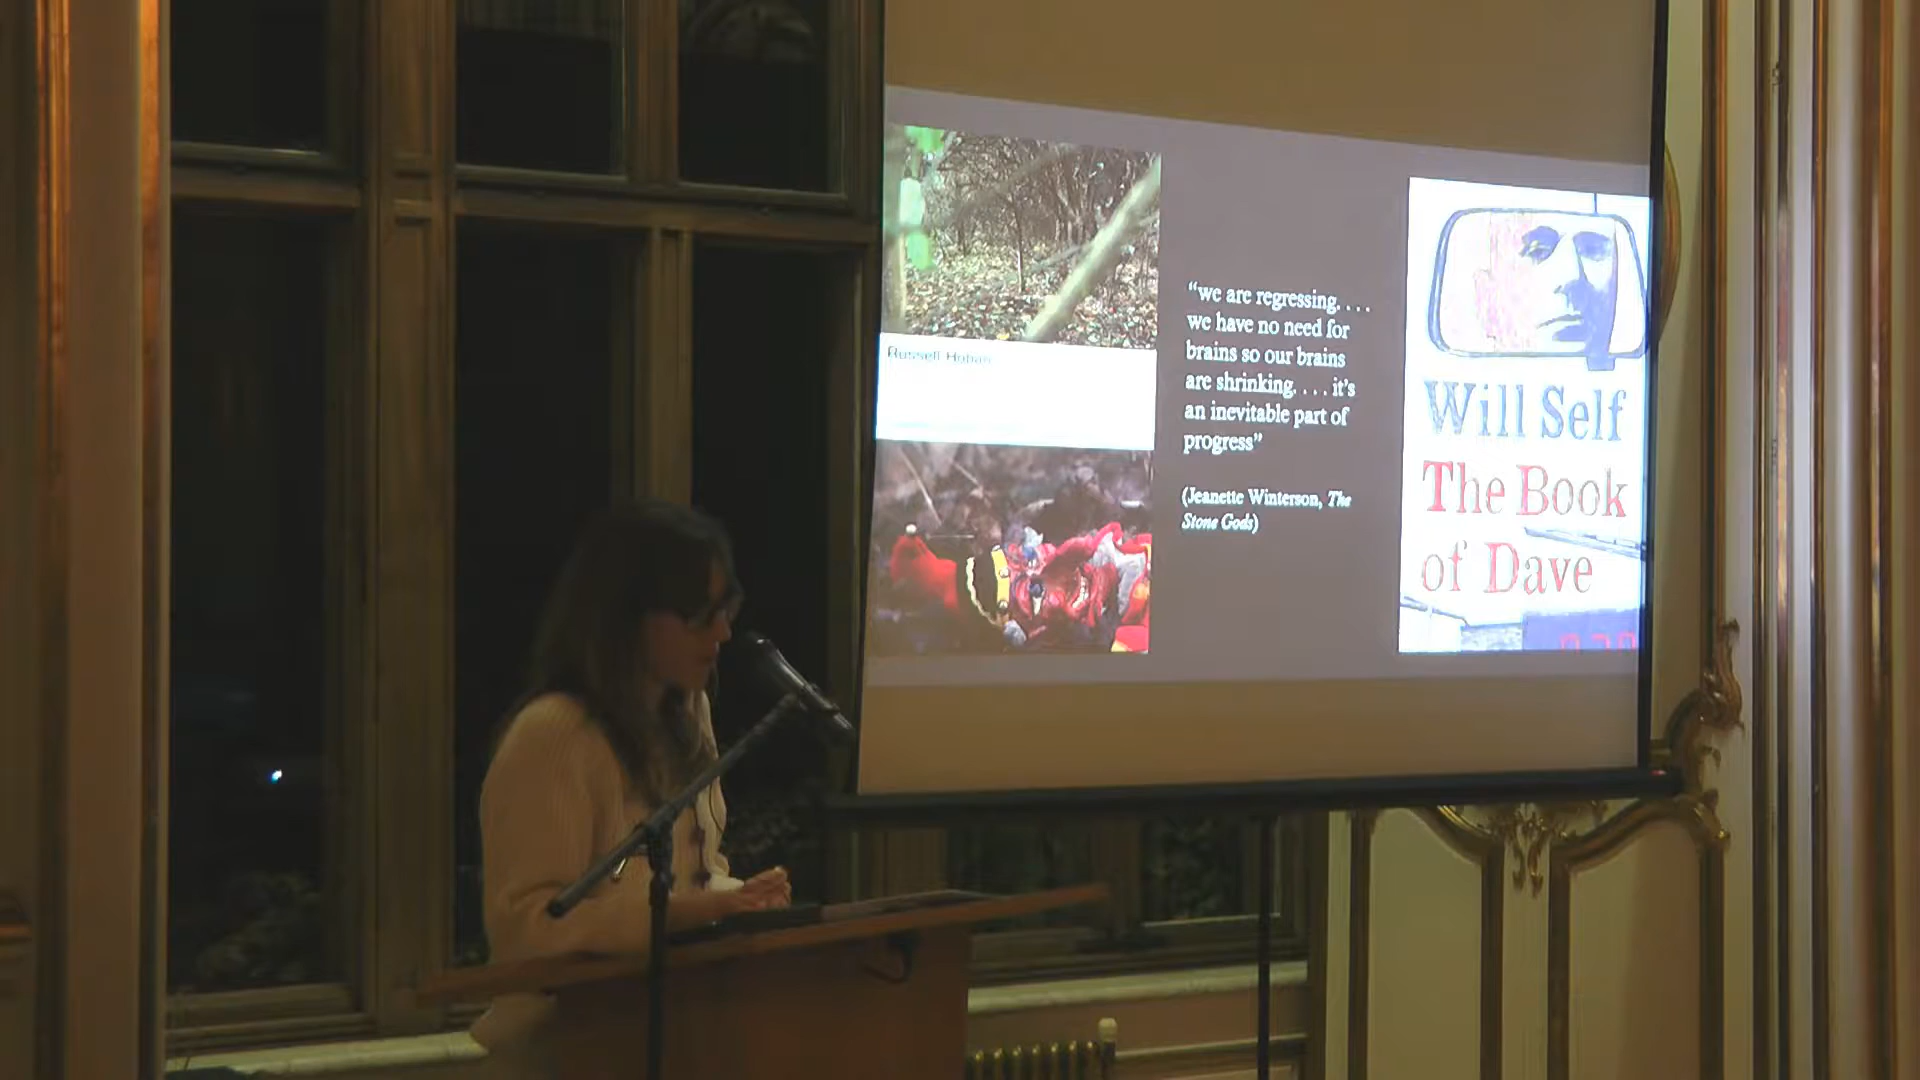 Russell Hoban
“we are regressing. . . .
we have no need for
brains so our brains
are shrinking. . . . it’s
an inevitable part of
progress”
(Jeanette Winterson, The
Stone Gods)
Will Self
The Book
of Dave